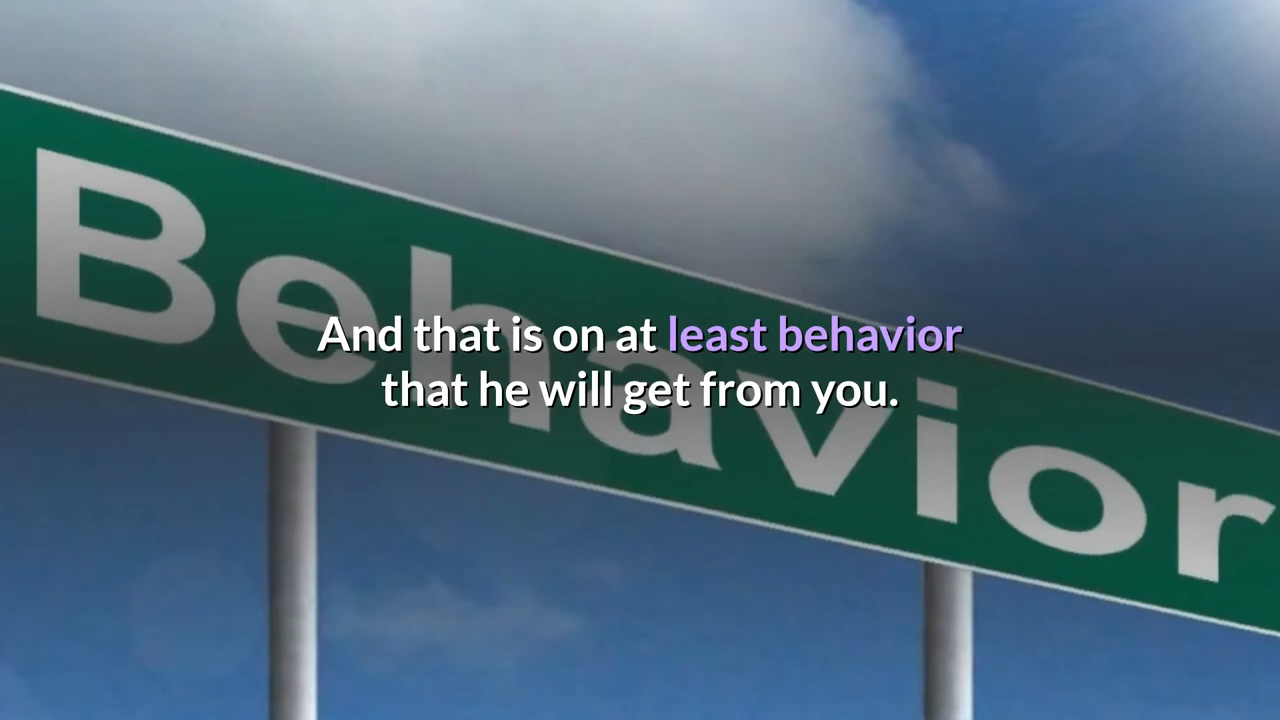 Behavior
And that is on at least behavior
that he will get from you.